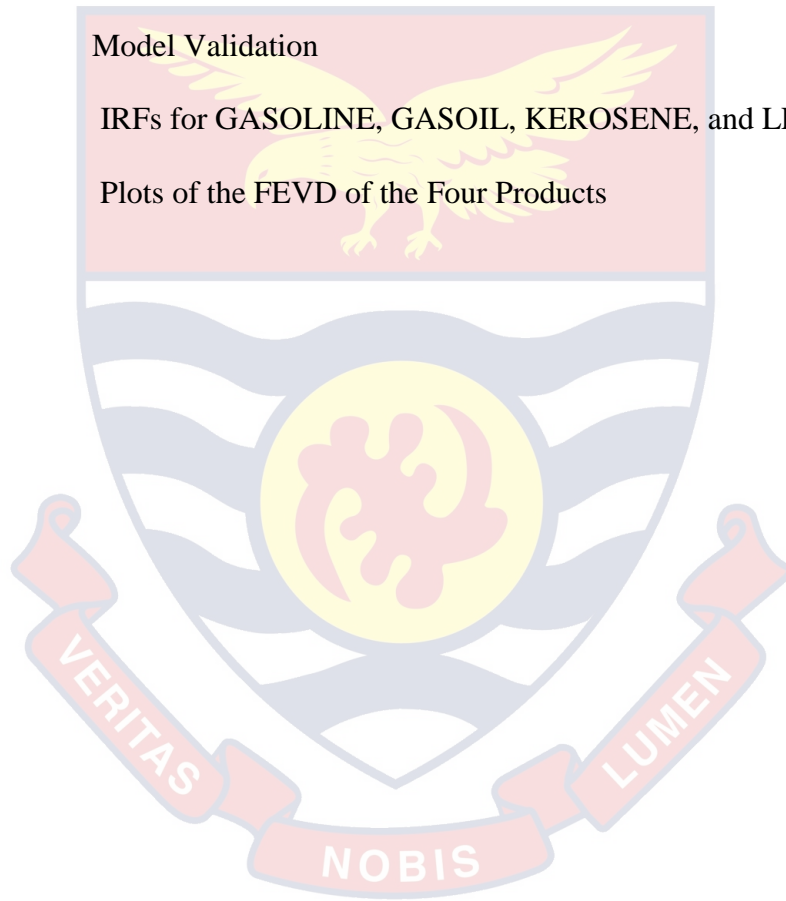 Model Validation
IRFs for GASOLINE, GASOIL, KEROSENE, and
Plots of the FEVD of the Four Products
VERITAS
NOBIS
LUMEN